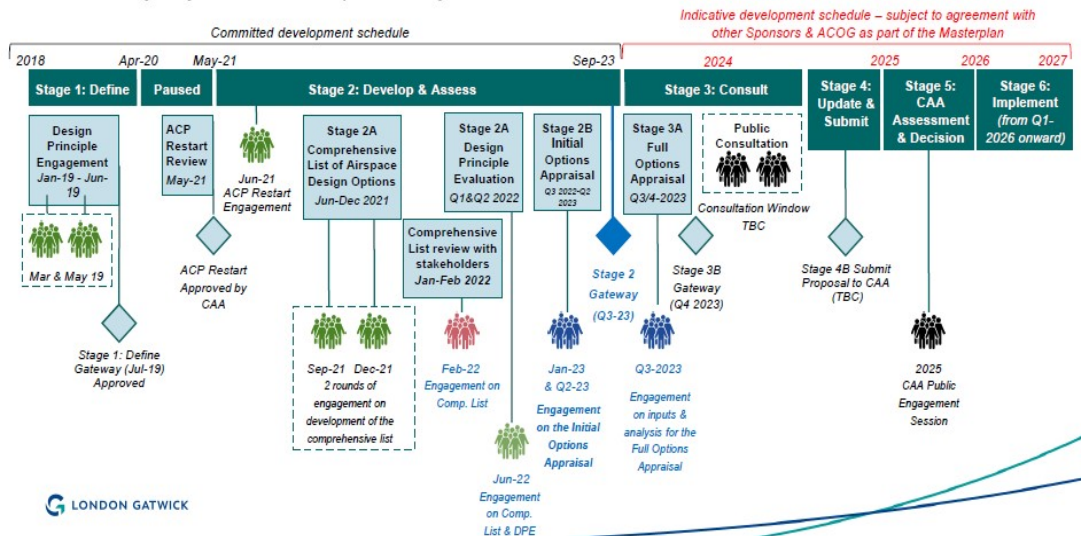 Indicative development schedule – subject to agreement with
other Sponsors & ACOG as part of the Masterplan
Committed development schedule
2018
Apr-20
May-21
Sep-23
2024
2025
2026
2027
Stage 1: Define
Paused
Stage 2: Develop & Assess
Stage 3: Consult
Stage 4:
Update &
Submit
Stage 5:
CAA
Assessment
& Decision
Stage 6:
Implement
(from Q1-
2026 onward)
Design
Principle
Engagement
Jan-19 - Jun-
19
Mar & May 19
Stage 1: Define
Gateway (Jul-19)
Approved
ACP
Restart
Review
May-21
ACP Restart
Approved by
CAA
Jun-21
ACP Restart
Engagement
Stage 2A
Comprehensive
List of Airspace
Design Options
Jun-Dec 2021
Sep-21
Dec-21
2 rounds of
engagement on
development of the
comprehensive list
Comprehensive
List review with
stakeholders
Jan-Feb 2022
Feb-22
Engagement on
Comp. List
Stage 2A
Design
Principle
Evaluation
Q1&Q2 2022
Jun-22
Engagement
on Comp.
List & DPE
Stage 2B
Initial
Options
Appraisal
Q3 2022-Q2
2023
Jan-23
& Q2-23
Engagement
on the Initial
Options
Appraisal
Stage 2
Gateway
(Q3-23)
Stage 3A
Full
Options
Appraisal
Q3/4-2023
Q3-2023
Engagement
on inputs &
analysis for the
Full Options
Appraisal
Stage 3B
Gateway
(Q4 2023)
Public
Consultation
Consultation Window
TBC
Stage 4B Submit
Proposal to CAA
(TBC)
2025
CAA Public
Engagement
Session
LONDON GATWICK